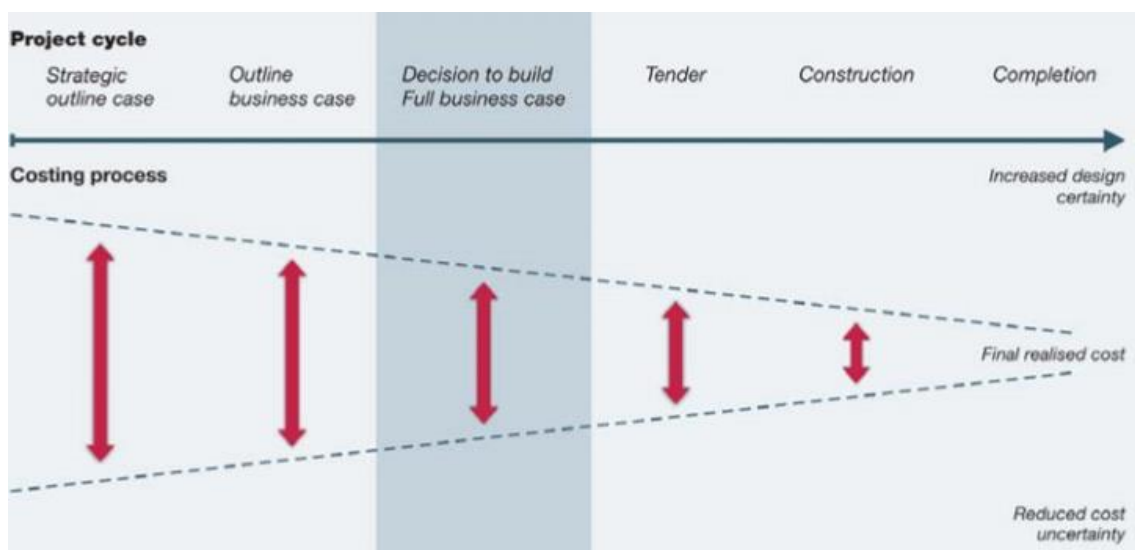 Project cycle
Strategic
outline case
Outline
business case
Decision to build
Full business case
Tender
Construction
Completion
Costing process
Increased design
certainty
Final realised cost
Reduced cost
uncertainty